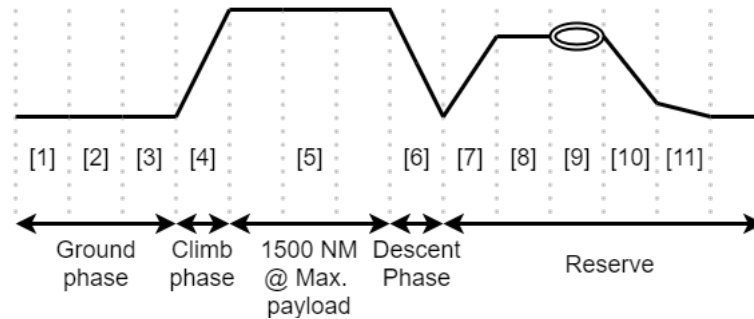 [1] [2] [3] [4] [5] [6] [7] [8] [9] [10] [11]
Ground phase
Climb phase
1500 NM @ Max. payload
Descent Phase
Reserve